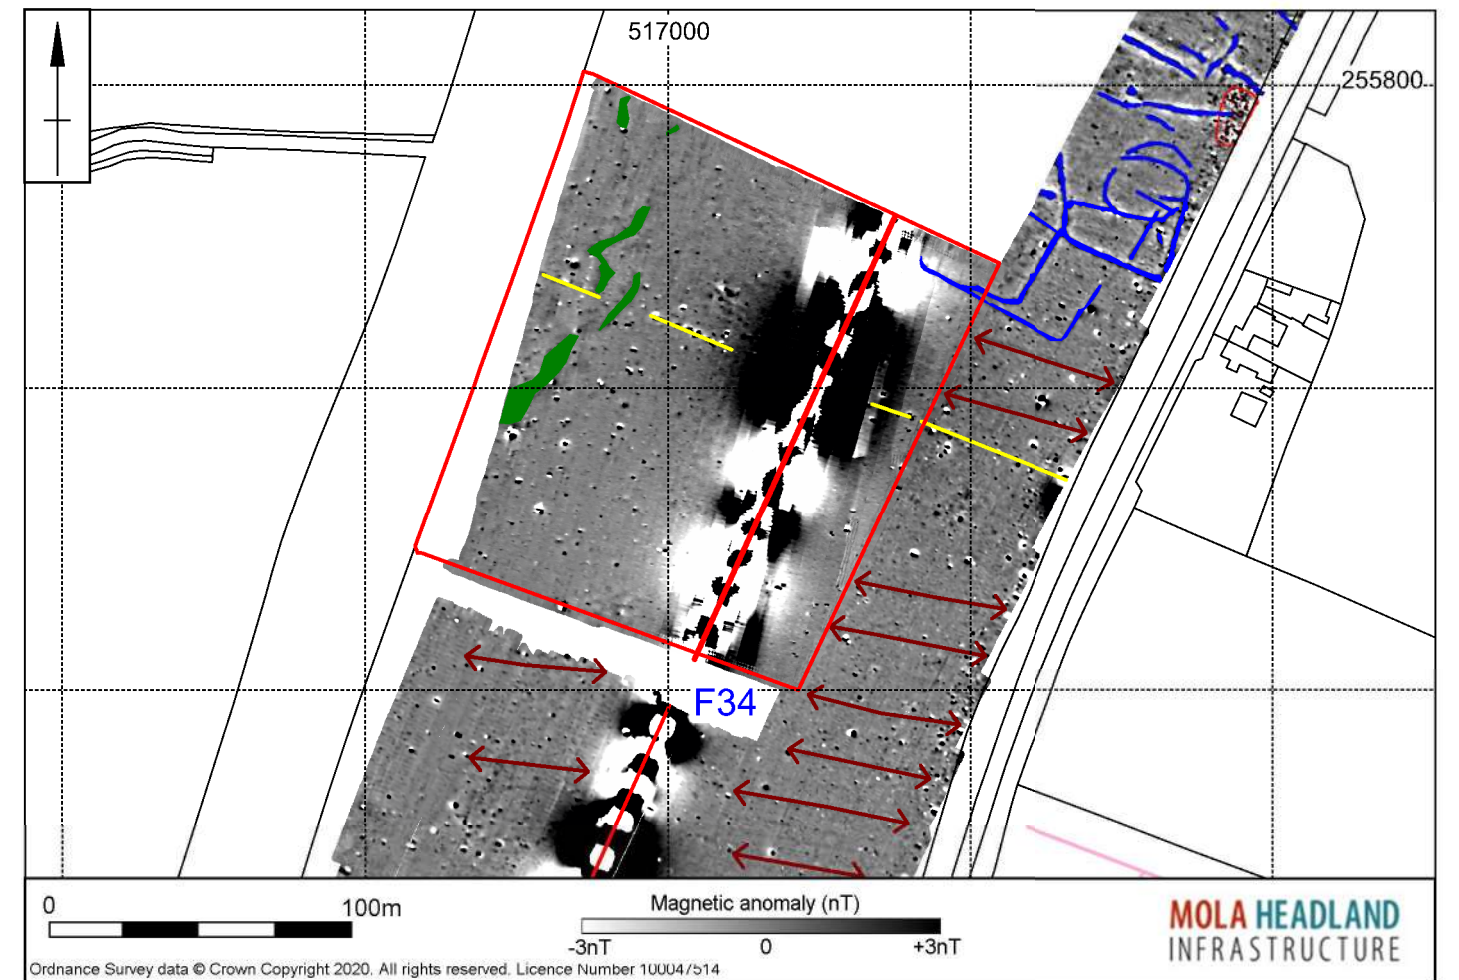 517000
255800
F34
0 100m
Magnetic anomaly (nT)
-3nT 0 +3nT
MOLA HEADLAND
INFRASTRUCTURE
Ordnance Survey data © Crown Copyright 2020. All rights reserved. Licence Number 100047514